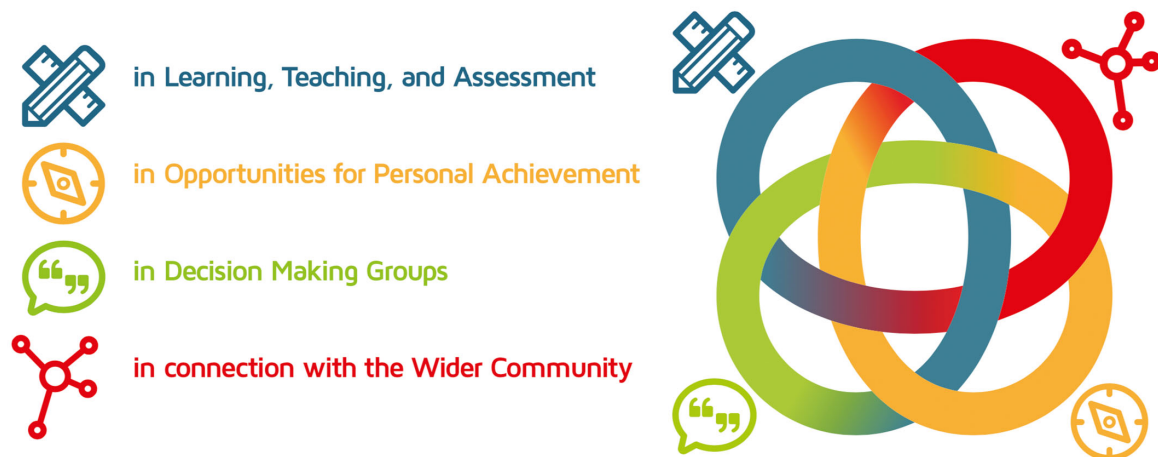 in Learning, Teaching, and Assessment
in Opportunities for Personal Achievement
in Decision Making Groups
in connection with the Wider Community